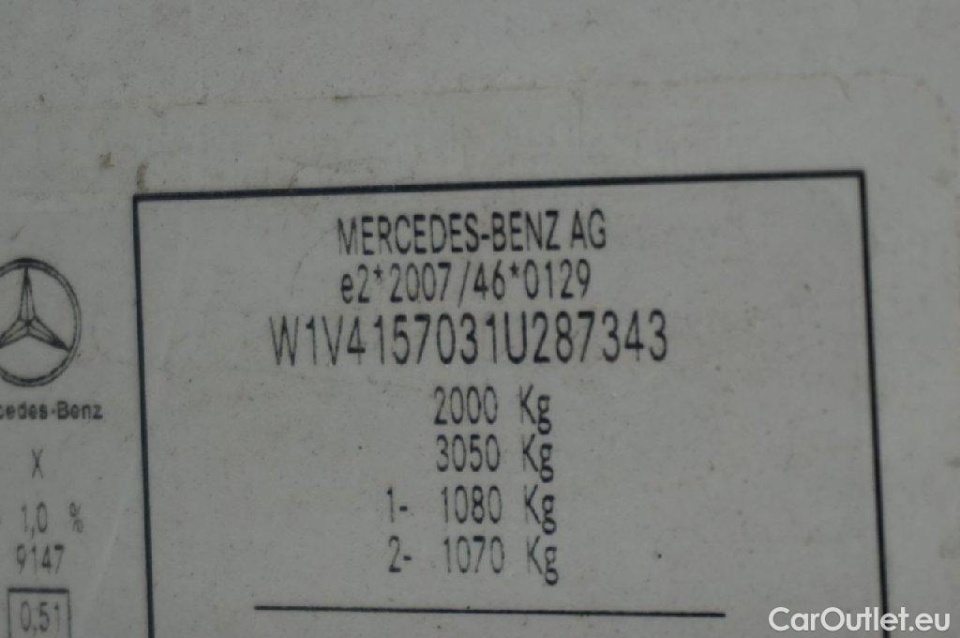 MERCEDES-BENZ AG
e2*2007/46*0129
W1V4157031U287343
2000 Kg
3050 Kg
1- 1080 Kg
2- 1070 Kg
cedes-Benz
X
1,0 %
9147
0,51
CarOutlet.eu